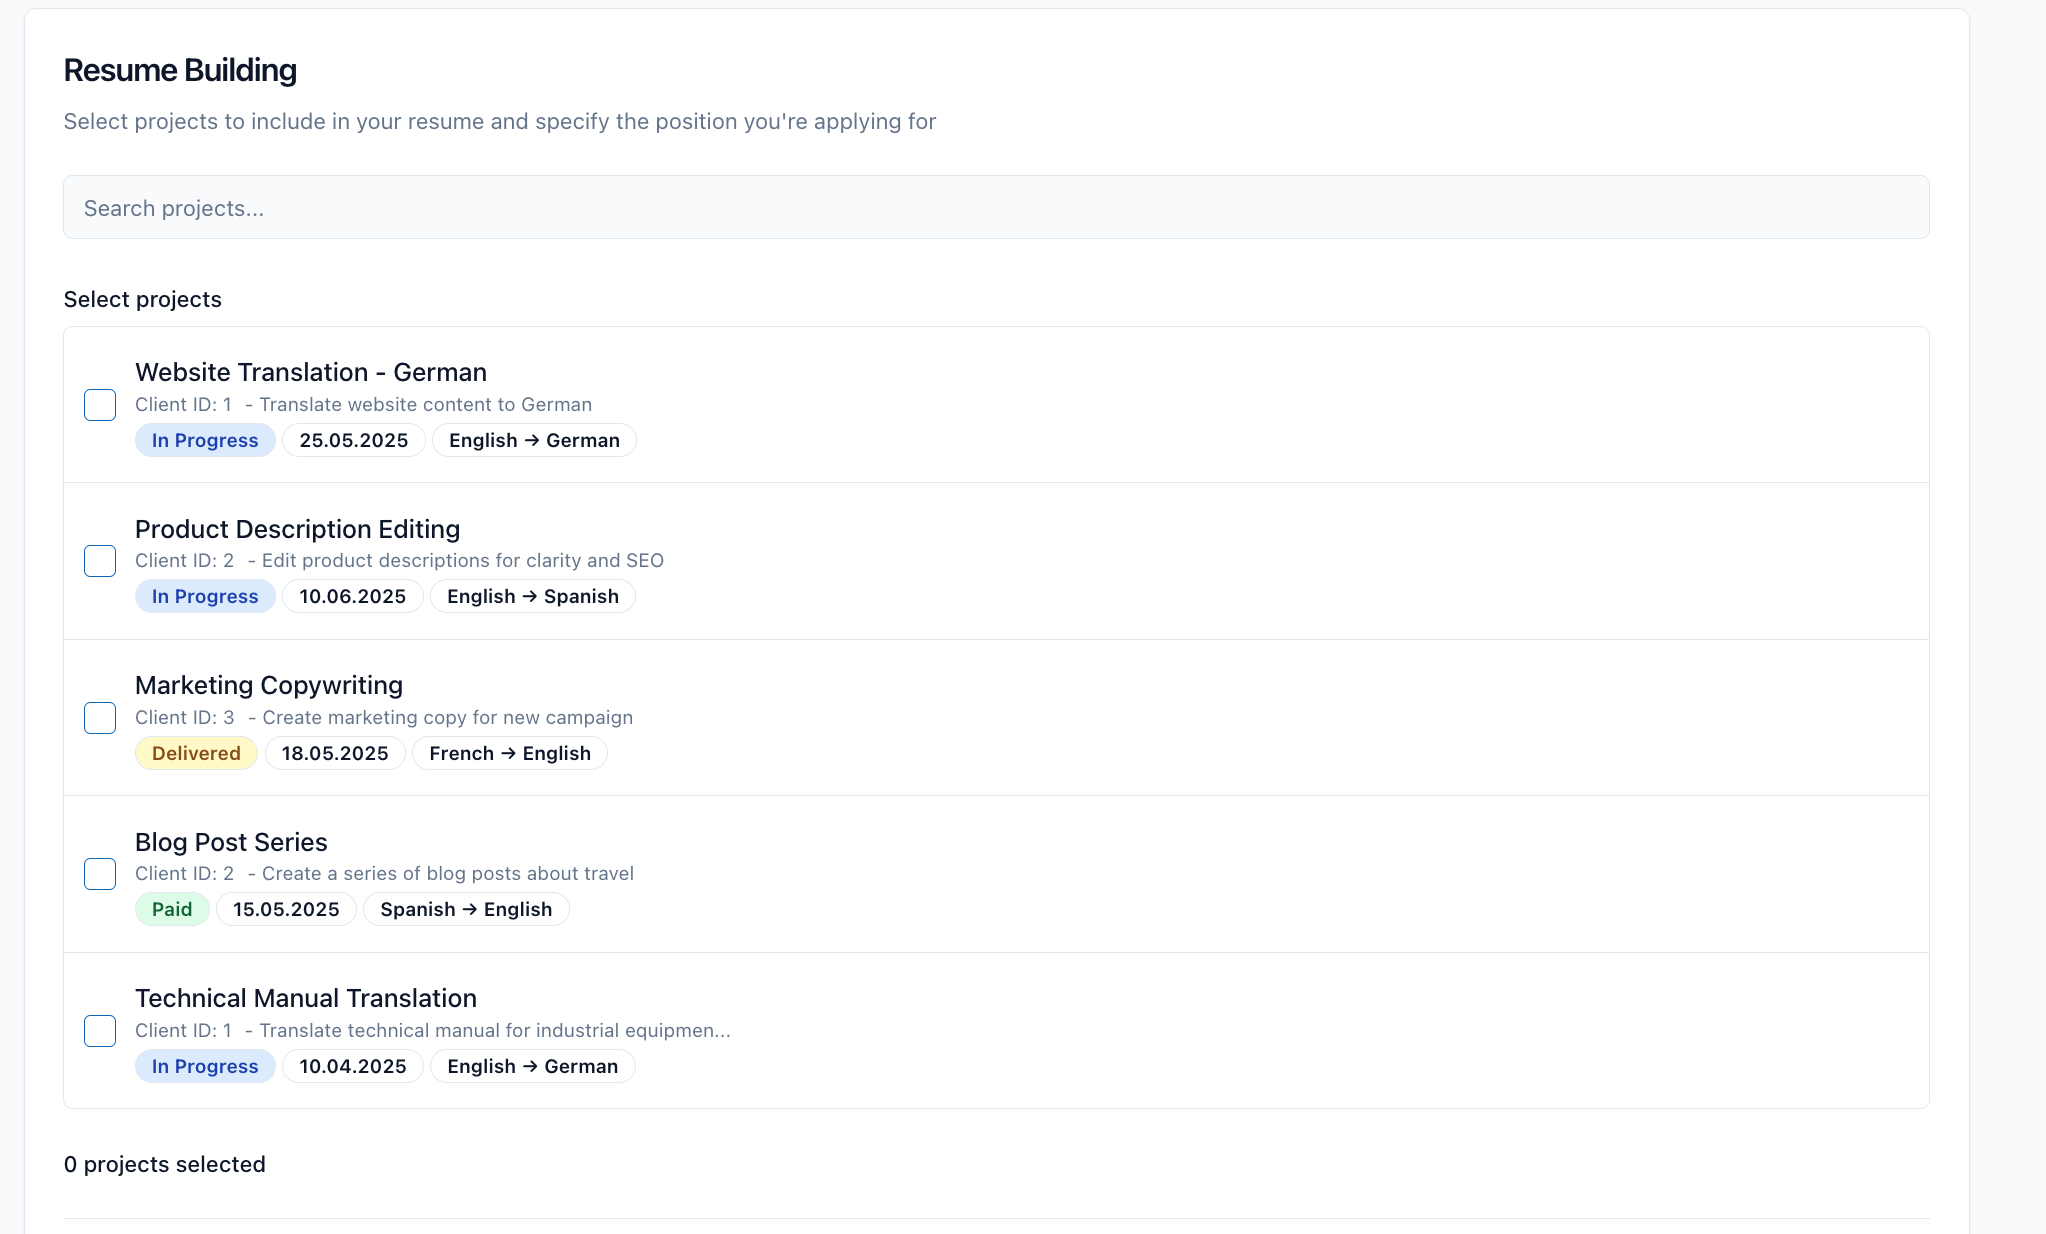 Resume Building
Select projects to include in your resume and specify the position you're applying for
Search projects...
Select projects
Website Translation - German
Client ID: 1 - Translate website content to German
In Progress 25.05.2025 English → German
Product Description Editing
Client ID: 2 - Edit product descriptions for clarity and SEO
In Progress 10.06.2025 English → Spanish
Marketing Copywriting
Client ID: 3 - Create marketing copy for new campaign
Delivered 18.05.2025 French → English
Blog Post Series
Client ID: 2 - Create a series of blog posts about travel
Paid 15.05.2025 Spanish → English
Technical Manual Translation
Client ID: 1 - Translate technical manual for industrial equipmen...
In Progress 10.04.2025 English → German
0 projects selected